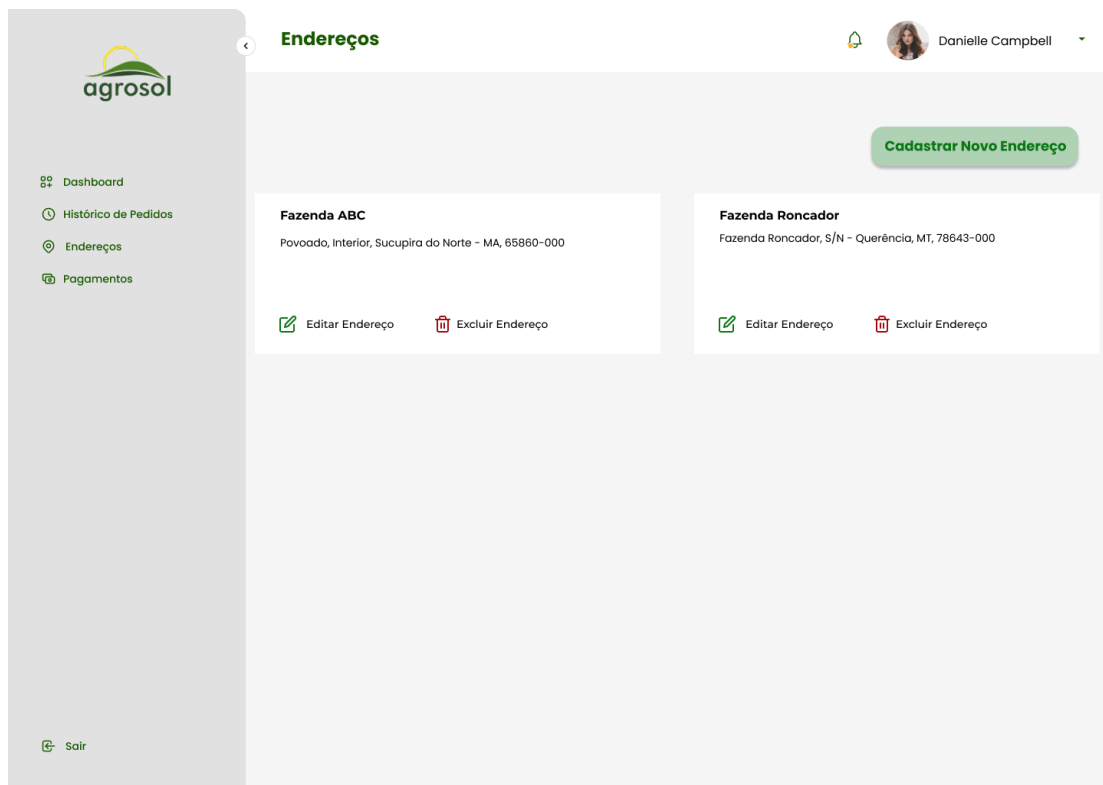 Endereços
Danielle Campbell
agrosol
Cadastrar Novo Endereço
Dashboard
Histórico de Pedidos
Endereços
Pagamentos
Fazenda ABC
Povoado, Interior, Sucupira do Norte - MA, 65860-000
Editar Endereço
Excluir Endereço
Fazenda Roncador
Fazenda Roncador, S/N - Querência, MT, 78643-000
Editar Endereço
Excluir Endereço
Sair